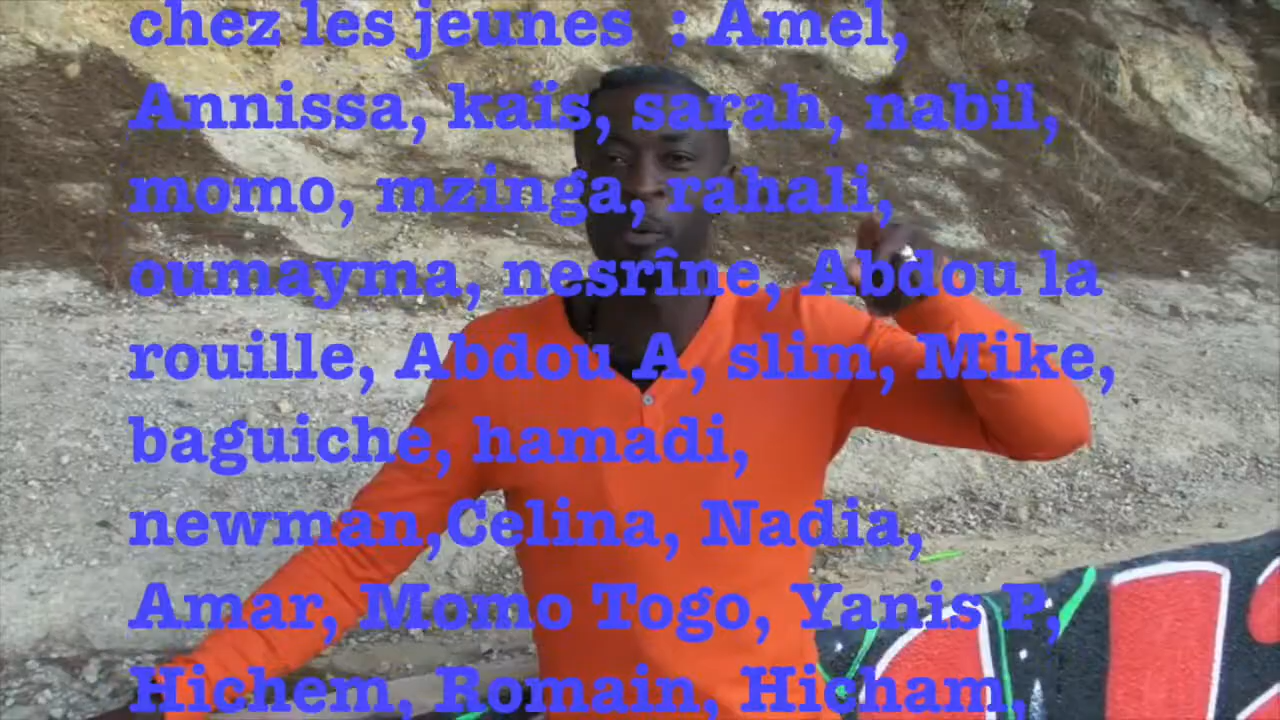 chez les jeunes : Amel,
Annissa, kaïs, sarah, nabil,
momo, mzinga, rahali,
oumayma, nesrîne, Abdou la
rouille, Abdou A, slim, Mike,
baguiche, hamadi,
newman,Celina, Nadia,
Amar, Momo Togo, Yanis P,
Hichem, Romain, Hicham,